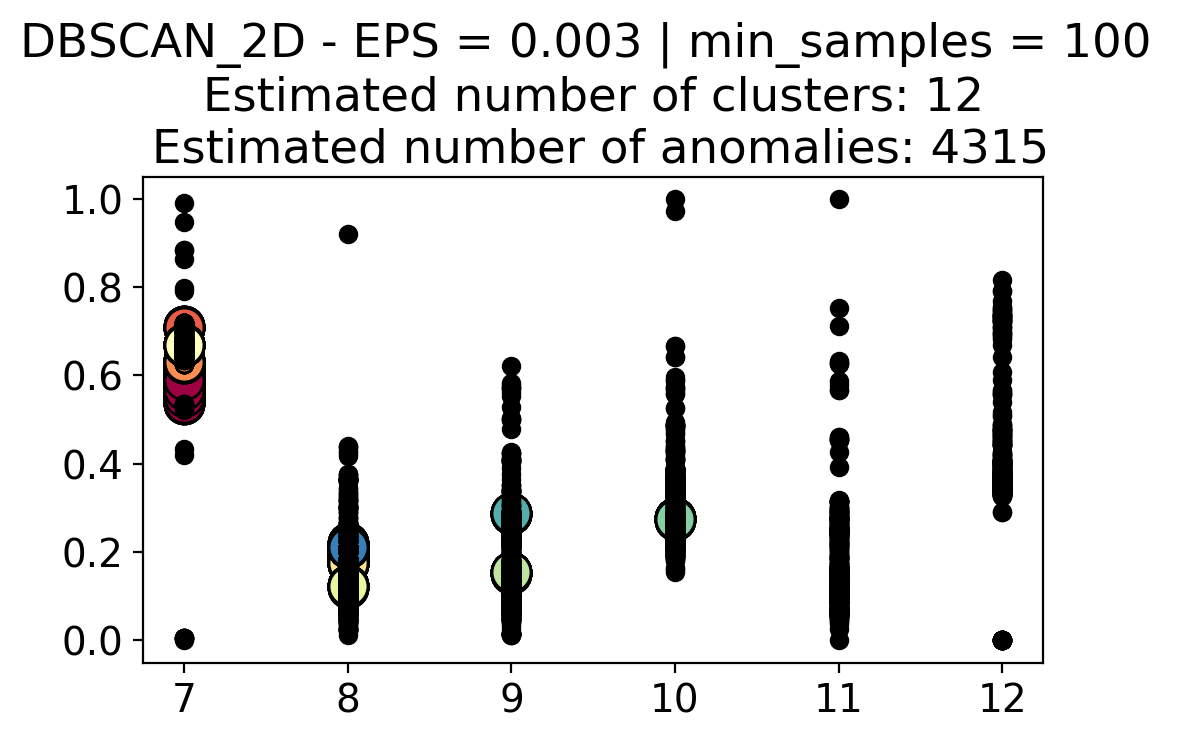 DBSCAN_2D - EPS = 0.003 | min_samples = 100
Estimated number of clusters: 12
Estimated number of anomalies: 4315
1.0
0.8
0.6
0.4
0.2
0.0
7 8 9 10 11 12